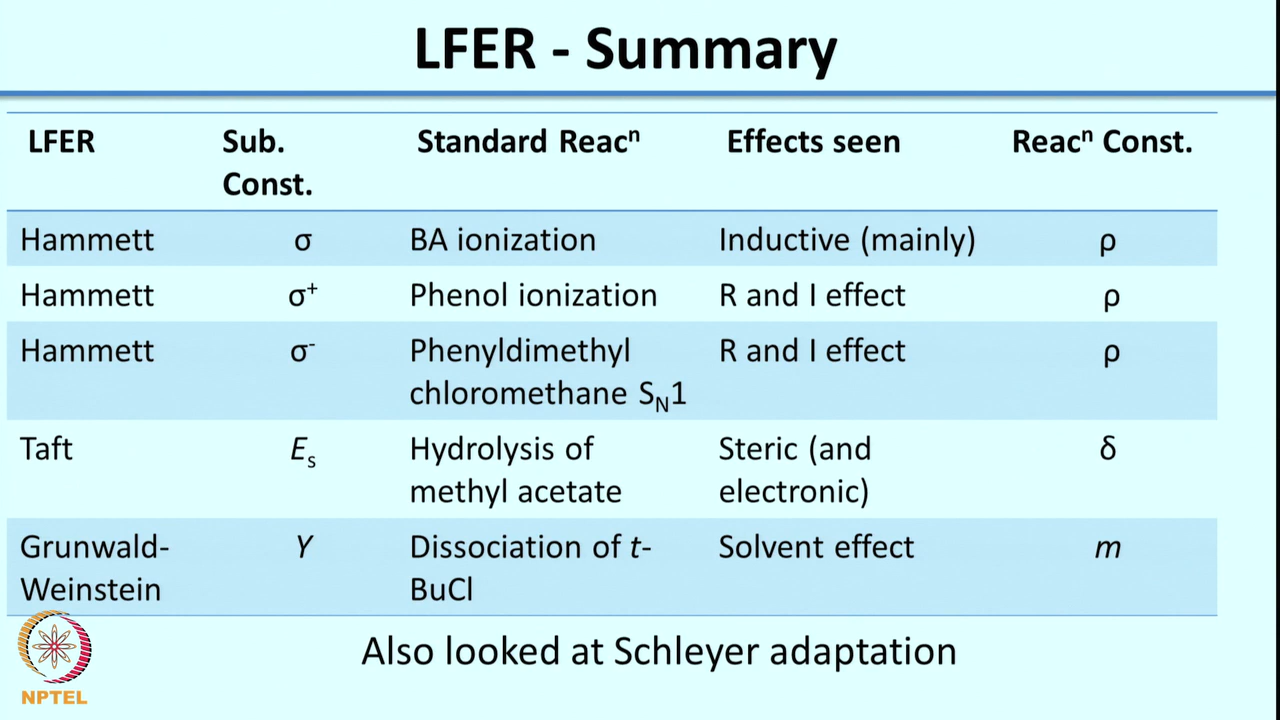 LFER - Summary
LFER Sub. Const. Standard Reacⁿ Effects seen Reacⁿ Const.
Hammett σ BA ionization Inductive (mainly) ρ
Hammett σ⁺ Phenol ionization R and I effect ρ
Hammett σ⁻ Phenyldimethyl chloromethane S_N1 R and I effect ρ
Taft E_s Hydrolysis of methyl acetate Steric (and electronic) δ
Grunwald-Weinstein Y Dissociation of t-BuCl Solvent effect m
Also looked at Schleyer adaptation
NPTEL